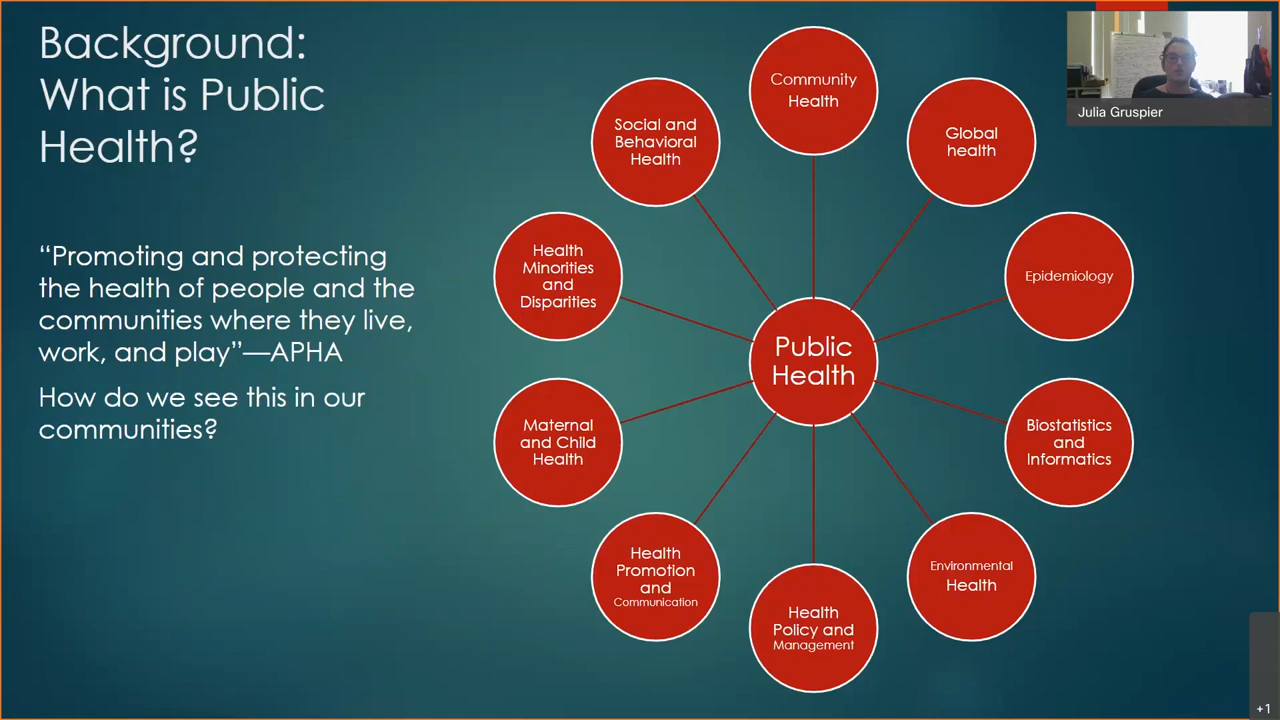 Background:
What is Public
Health?
“Promoting and protecting
the health of people and the
communities where they live,
work, and play”—APHA
How do we see this in our
communities?
Community
Health
Global
health
Epidemiology
Biostatistics
and
Informatics
Environmental
Health
Health
Policy and
Management
Health
Promotion
and
Communication
Maternal
and Child
Health
Health
Minorities
and
Disparities
Social and
Behavioral
Health
Public
Health
Julia Gruspier
+1